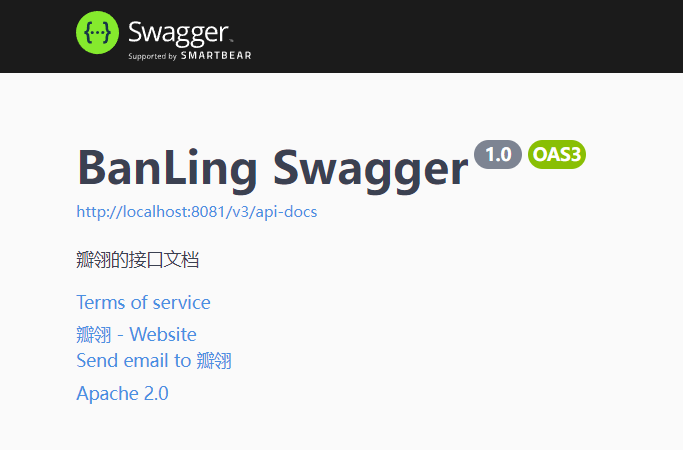 Swagger™
Supported by SMARTBEAR
BanLing Swagger 1.0 OAS3
http://localhost:8081/v3/api-docs
瓣翎的接口文档
Terms of service
瓣翎 - Website
Send email to 瓣翎
Apache 2.0